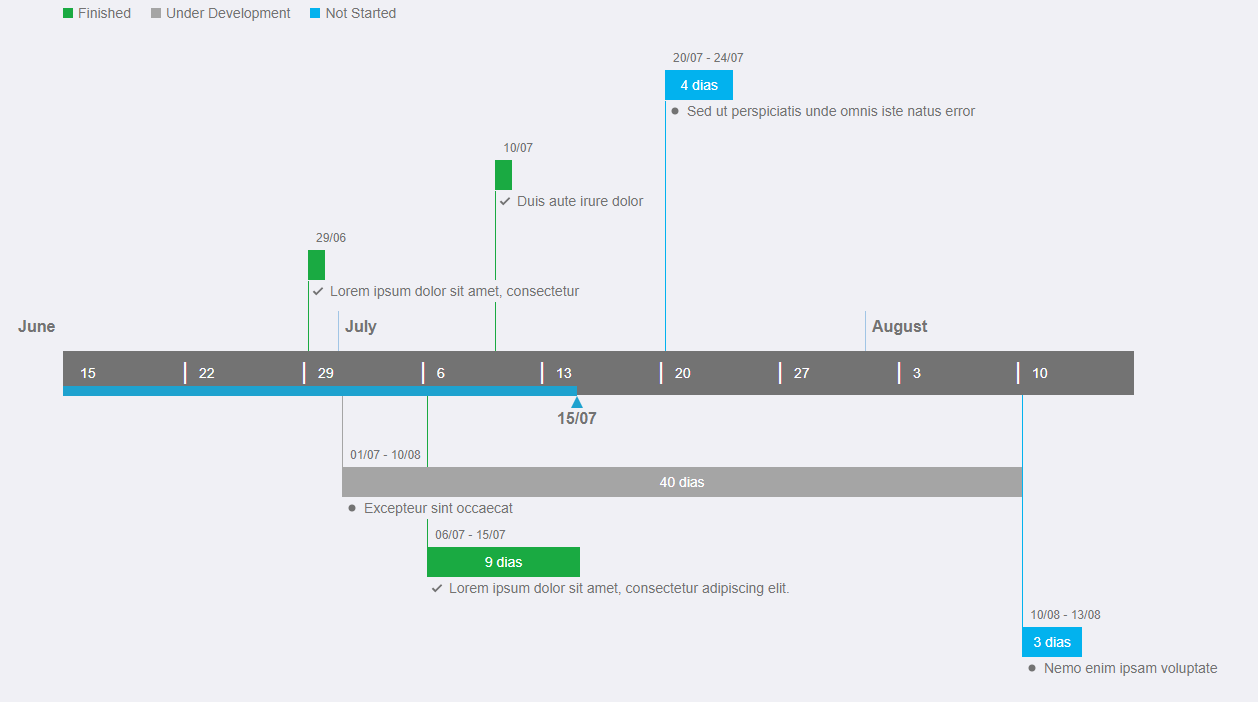 Finished Under Development Not Started
20/07 - 24/07
4 dias
Sed ut perspiciatis unde omnis iste natus error
10/07
Duis aute irure dolor
29/06
Lorem ipsum dolor sit amet, consectetur
June July August
15 22 29 6 13 20 27 3 10
15/07
01/07 - 10/08
40 dias
Excepteur sint occaecat
06/07 - 15/07
9 dias
Lorem ipsum dolor sit amet, consectetur adipiscing elit.
10/08 - 13/08
3 dias
Nemo enim ipsam voluptate